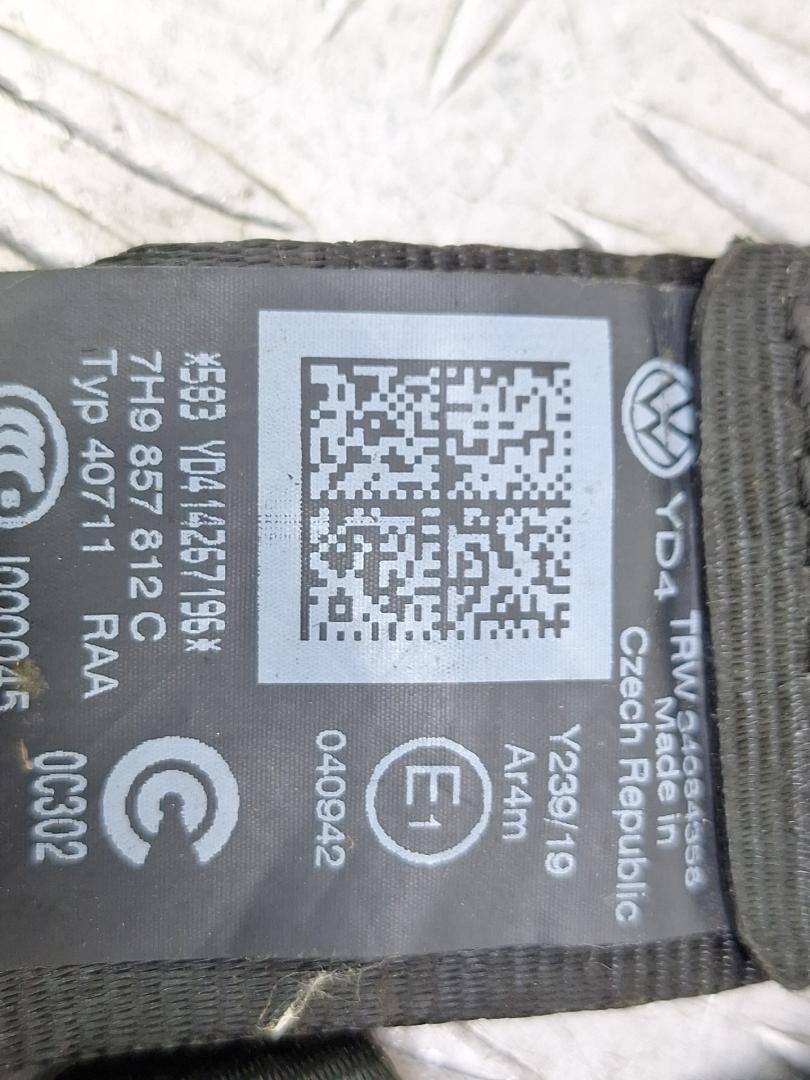 YD4
TRW 34084358
Made in
Czech Republic
Y239/19
Ar4m
E1
040942
*583 YD414267196*
7H9 857 812 C
Typ 40711 RAA
0C302